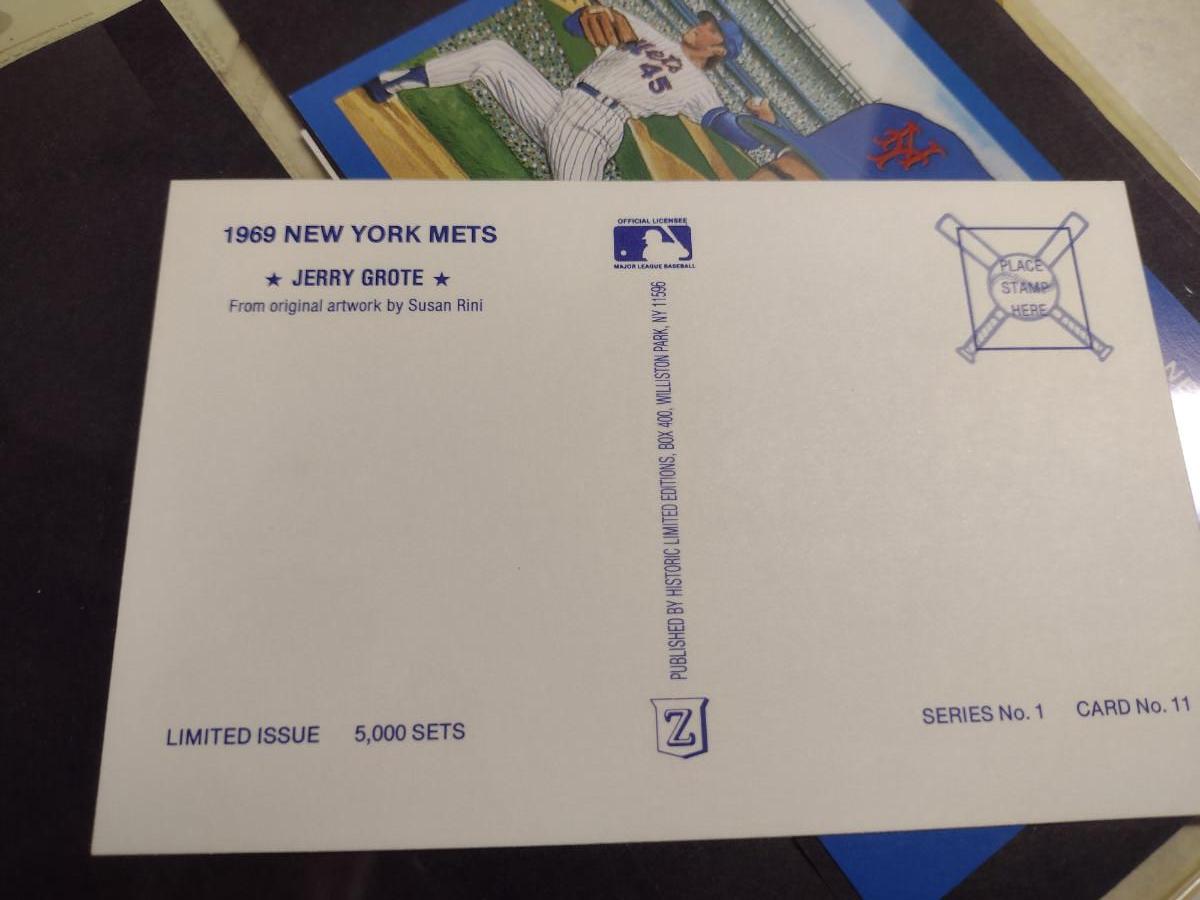 Mets
45
NY
1969 NEW YORK METS
★ JERRY GROTE ★
From original artwork by Susan Rini
OFFICIAL LICENSEE
MAJOR LEAGUE BASEBALL
PUBLISHED BY HISTORIC LIMITED EDITIONS, BOX 400, WILLISTON PARK, NY 11596
PLACE
STAMP
HERE
LIMITED ISSUE 5,000 SETS
Z
SERIES No. 1 CARD No. 11